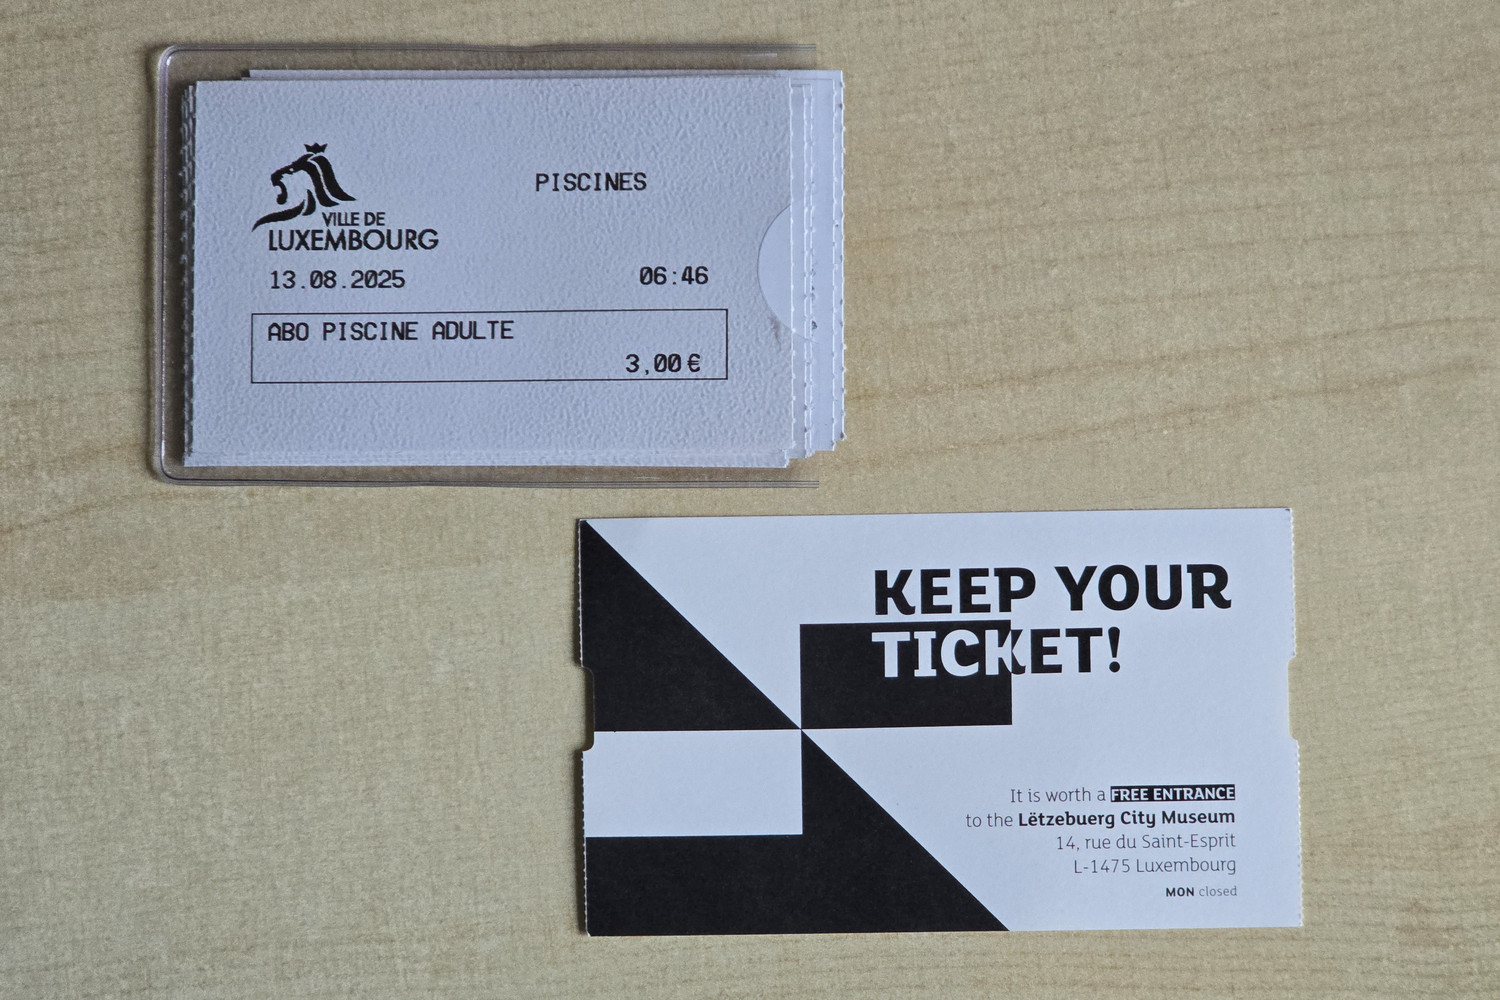 PISCINES
VILLE DE
LUXEMBOURG
13.08.2025 06:46
ABO PISCINE ADULTE
3,00 €
KEEP YOUR
TICKET!
It is worth a FREE ENTRANCE
to the Lëtzebuerg City Museum
14, rue du Saint-Esprit
L-1475 Luxembourg
MON closed